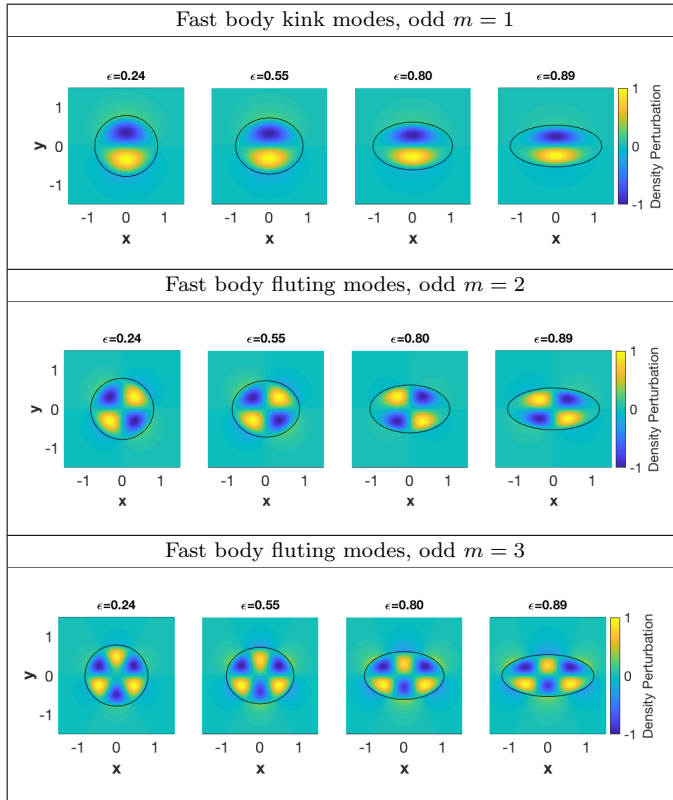 Fast body kink modes, odd m = 1
ϵ=0.24 ϵ=0.55 ϵ=0.80 ϵ=0.89
1 0 -1 y
-1 0 1 -1 0 1 -1 0 1 -1 0 1
x x x x
1 0 -1 Density Perturbation
Fast body fluting modes, odd m = 2
ϵ=0.24 ϵ=0.55 ϵ=0.80 ϵ=0.89
1 0 -1 y
-1 0 1 -1 0 1 -1 0 1 -1 0 1
x x x x
1 0 -1 Density Perturbation
Fast body fluting modes, odd m = 3
ϵ=0.24 ϵ=0.55 ϵ=0.80 ϵ=0.89
1 0 -1 y
-1 0 1 -1 0 1 -1 0 1 -1 0 1
x x x x
1 0 -1 Density Perturbation